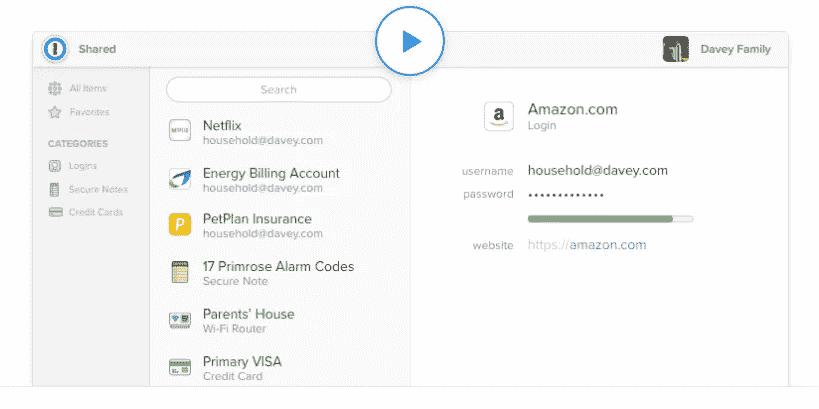 Shared
Davey Family
All Items
Favorites
CATEGORIES
Logins
Secure Notes
Credit Cards
Search
Netflix
household@davey.com
Energy Billing Account
household@davey.com
PetPlan Insurance
household@davey.com
17 Primrose Alarm Codes
Secure Note
Parents' House
Wi-Fi Router
Primary VISA
Credit Card
Amazon.com
Login
username household@davey.com
password •••••••••••••
website https://amazon.com